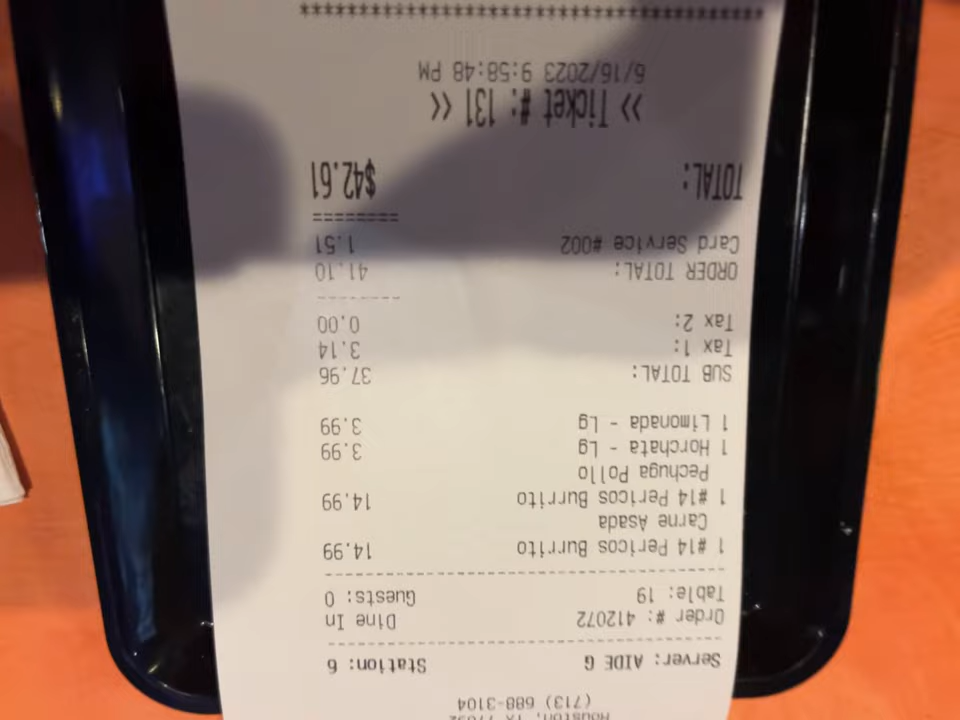 (713) 688-3104
Server: AIDE G Station: 6
Order #: 412072 Dine In
Table: 19 Guests: 0
1 #14 Pericos Burrito 14.99
Carne Asada
1 #14 Pericos Burrito 14.99
Pechuga Pollo
1 Horchata - Lg 3.99
1 Limonada - Lg 3.99
SUB TOTAL: 37.96
Tax 1: 3.14
Tax 2: 0.00
ORDER TOTAL: 41.10
Card Service #002 1.51
========
TOTAL: $42.61
>> Ticket #: 131 <<
6/16/2023 9:58:48 PM